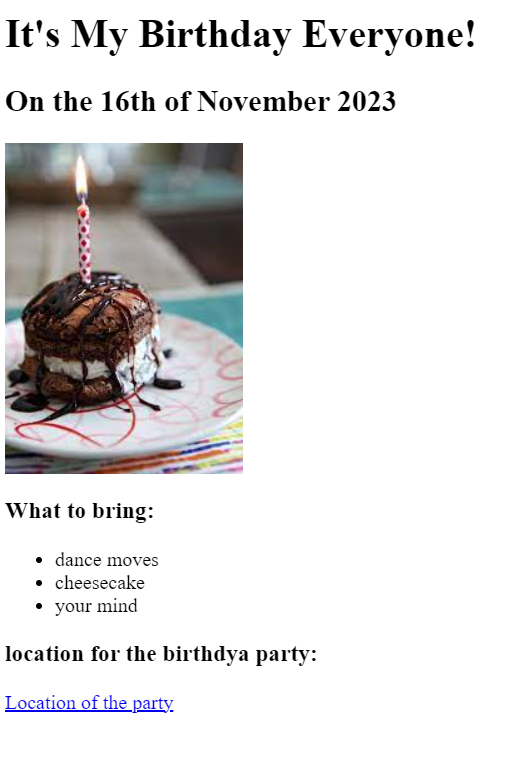 It's My Birthday Everyone!
On the 16th of November 2023
What to bring:
dance moves
cheesecake
your mind
location for the birthdya party:
Location of the party